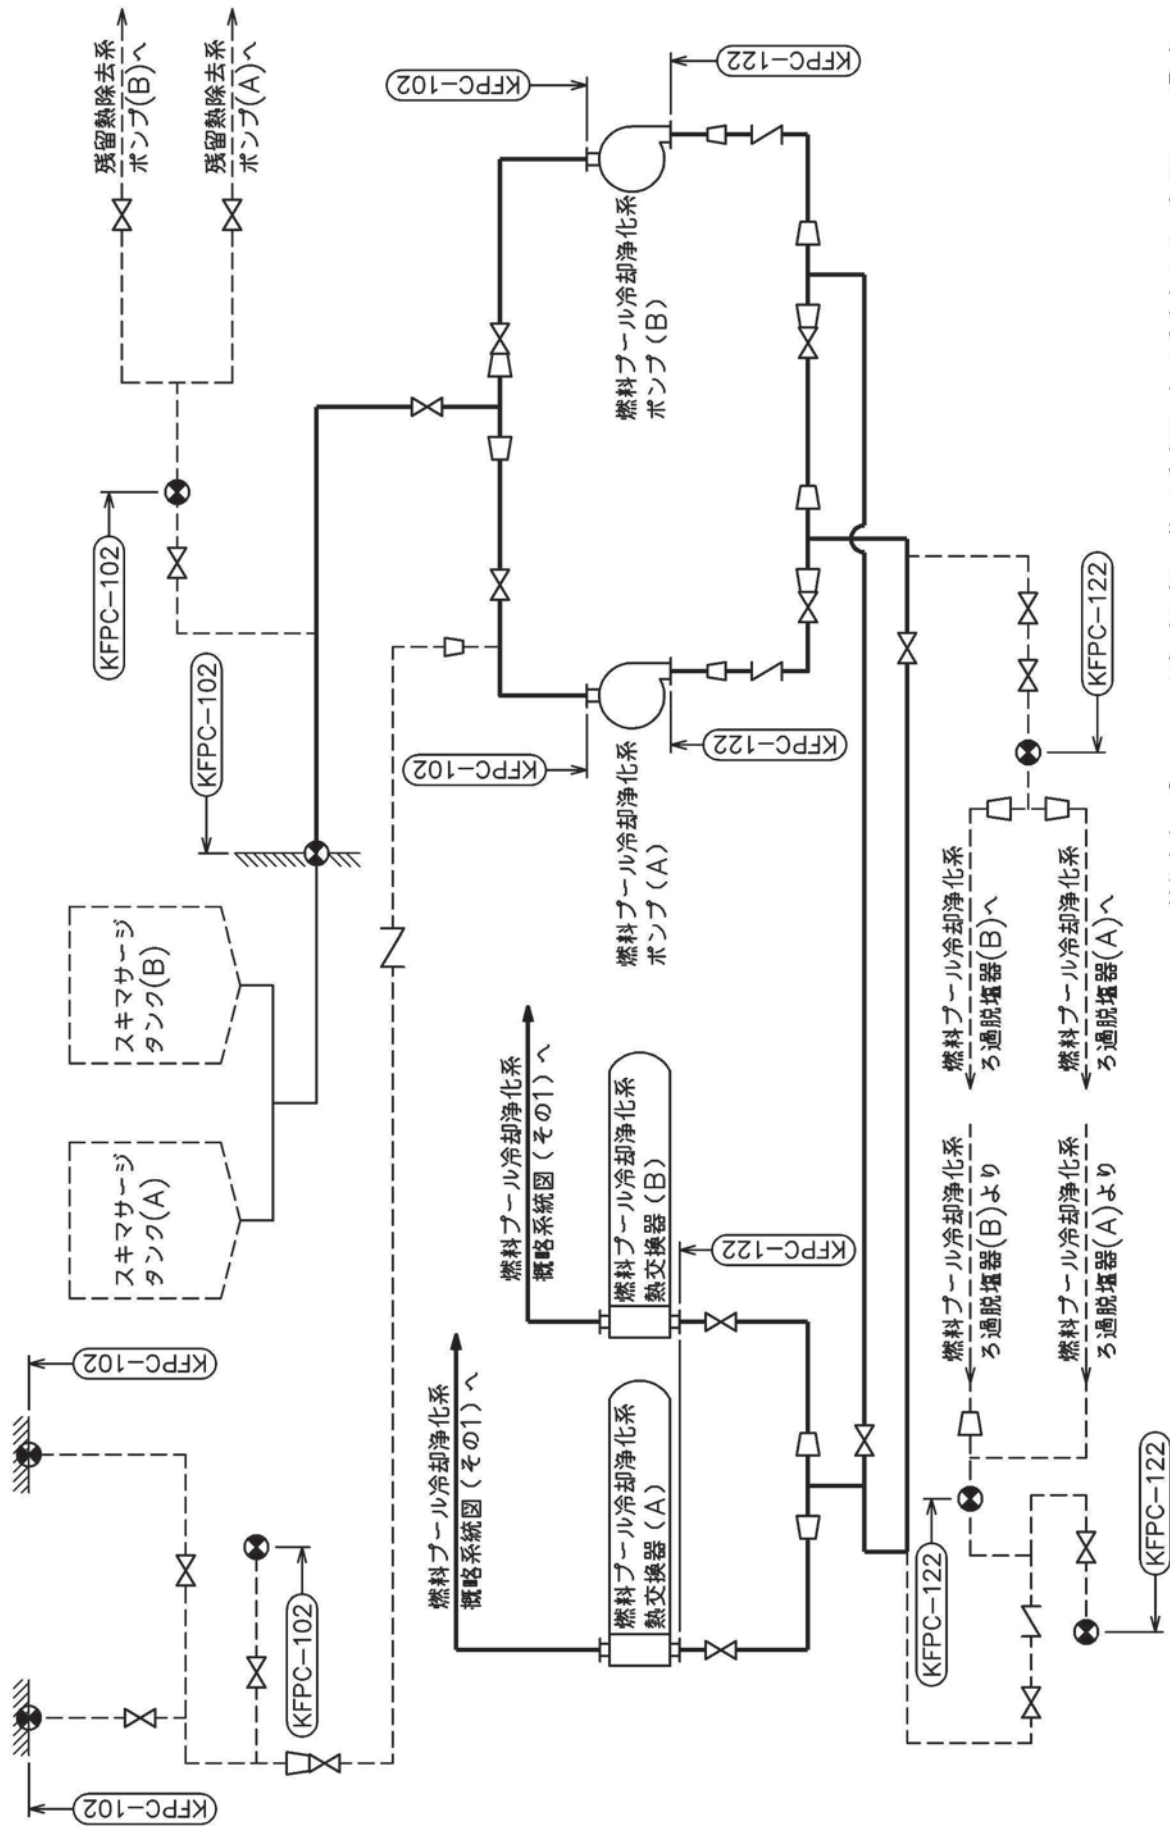 KFPC-102
KFPC-102
KFPC-102
スキマサージ
タンク(A)
スキマサージ
タンク(B)
KFPC-102
KFPC-102
残留熱除去系
ポンプ(B)へ
残留熱除去系
ポンプ(A)へ
燃料プール冷却浄化系
概略系統図(その1)へ
燃料プール冷却浄化系
概略系統図(その1)へ
KFPC-102
KFPC-102
燃料プール冷却浄化系
熱交換器(A)
燃料プール冷却浄化系
熱交換器(B)
燃料プール冷却浄化系
ポンプ(A)
燃料プール冷却浄化系
ポンプ(B)
KFPC-122
KFPC-122
KFPC-122
KFPC-122
燃料プール冷却浄化系
ろ過脱塩器(B)より
燃料プール冷却浄化系
ろ過脱塩器(B)へ
燃料プール冷却浄化系
ろ過脱塩器(A)より
燃料プール冷却浄化系
ろ過脱塩器(A)へ
KFPC-122
KFPC-122